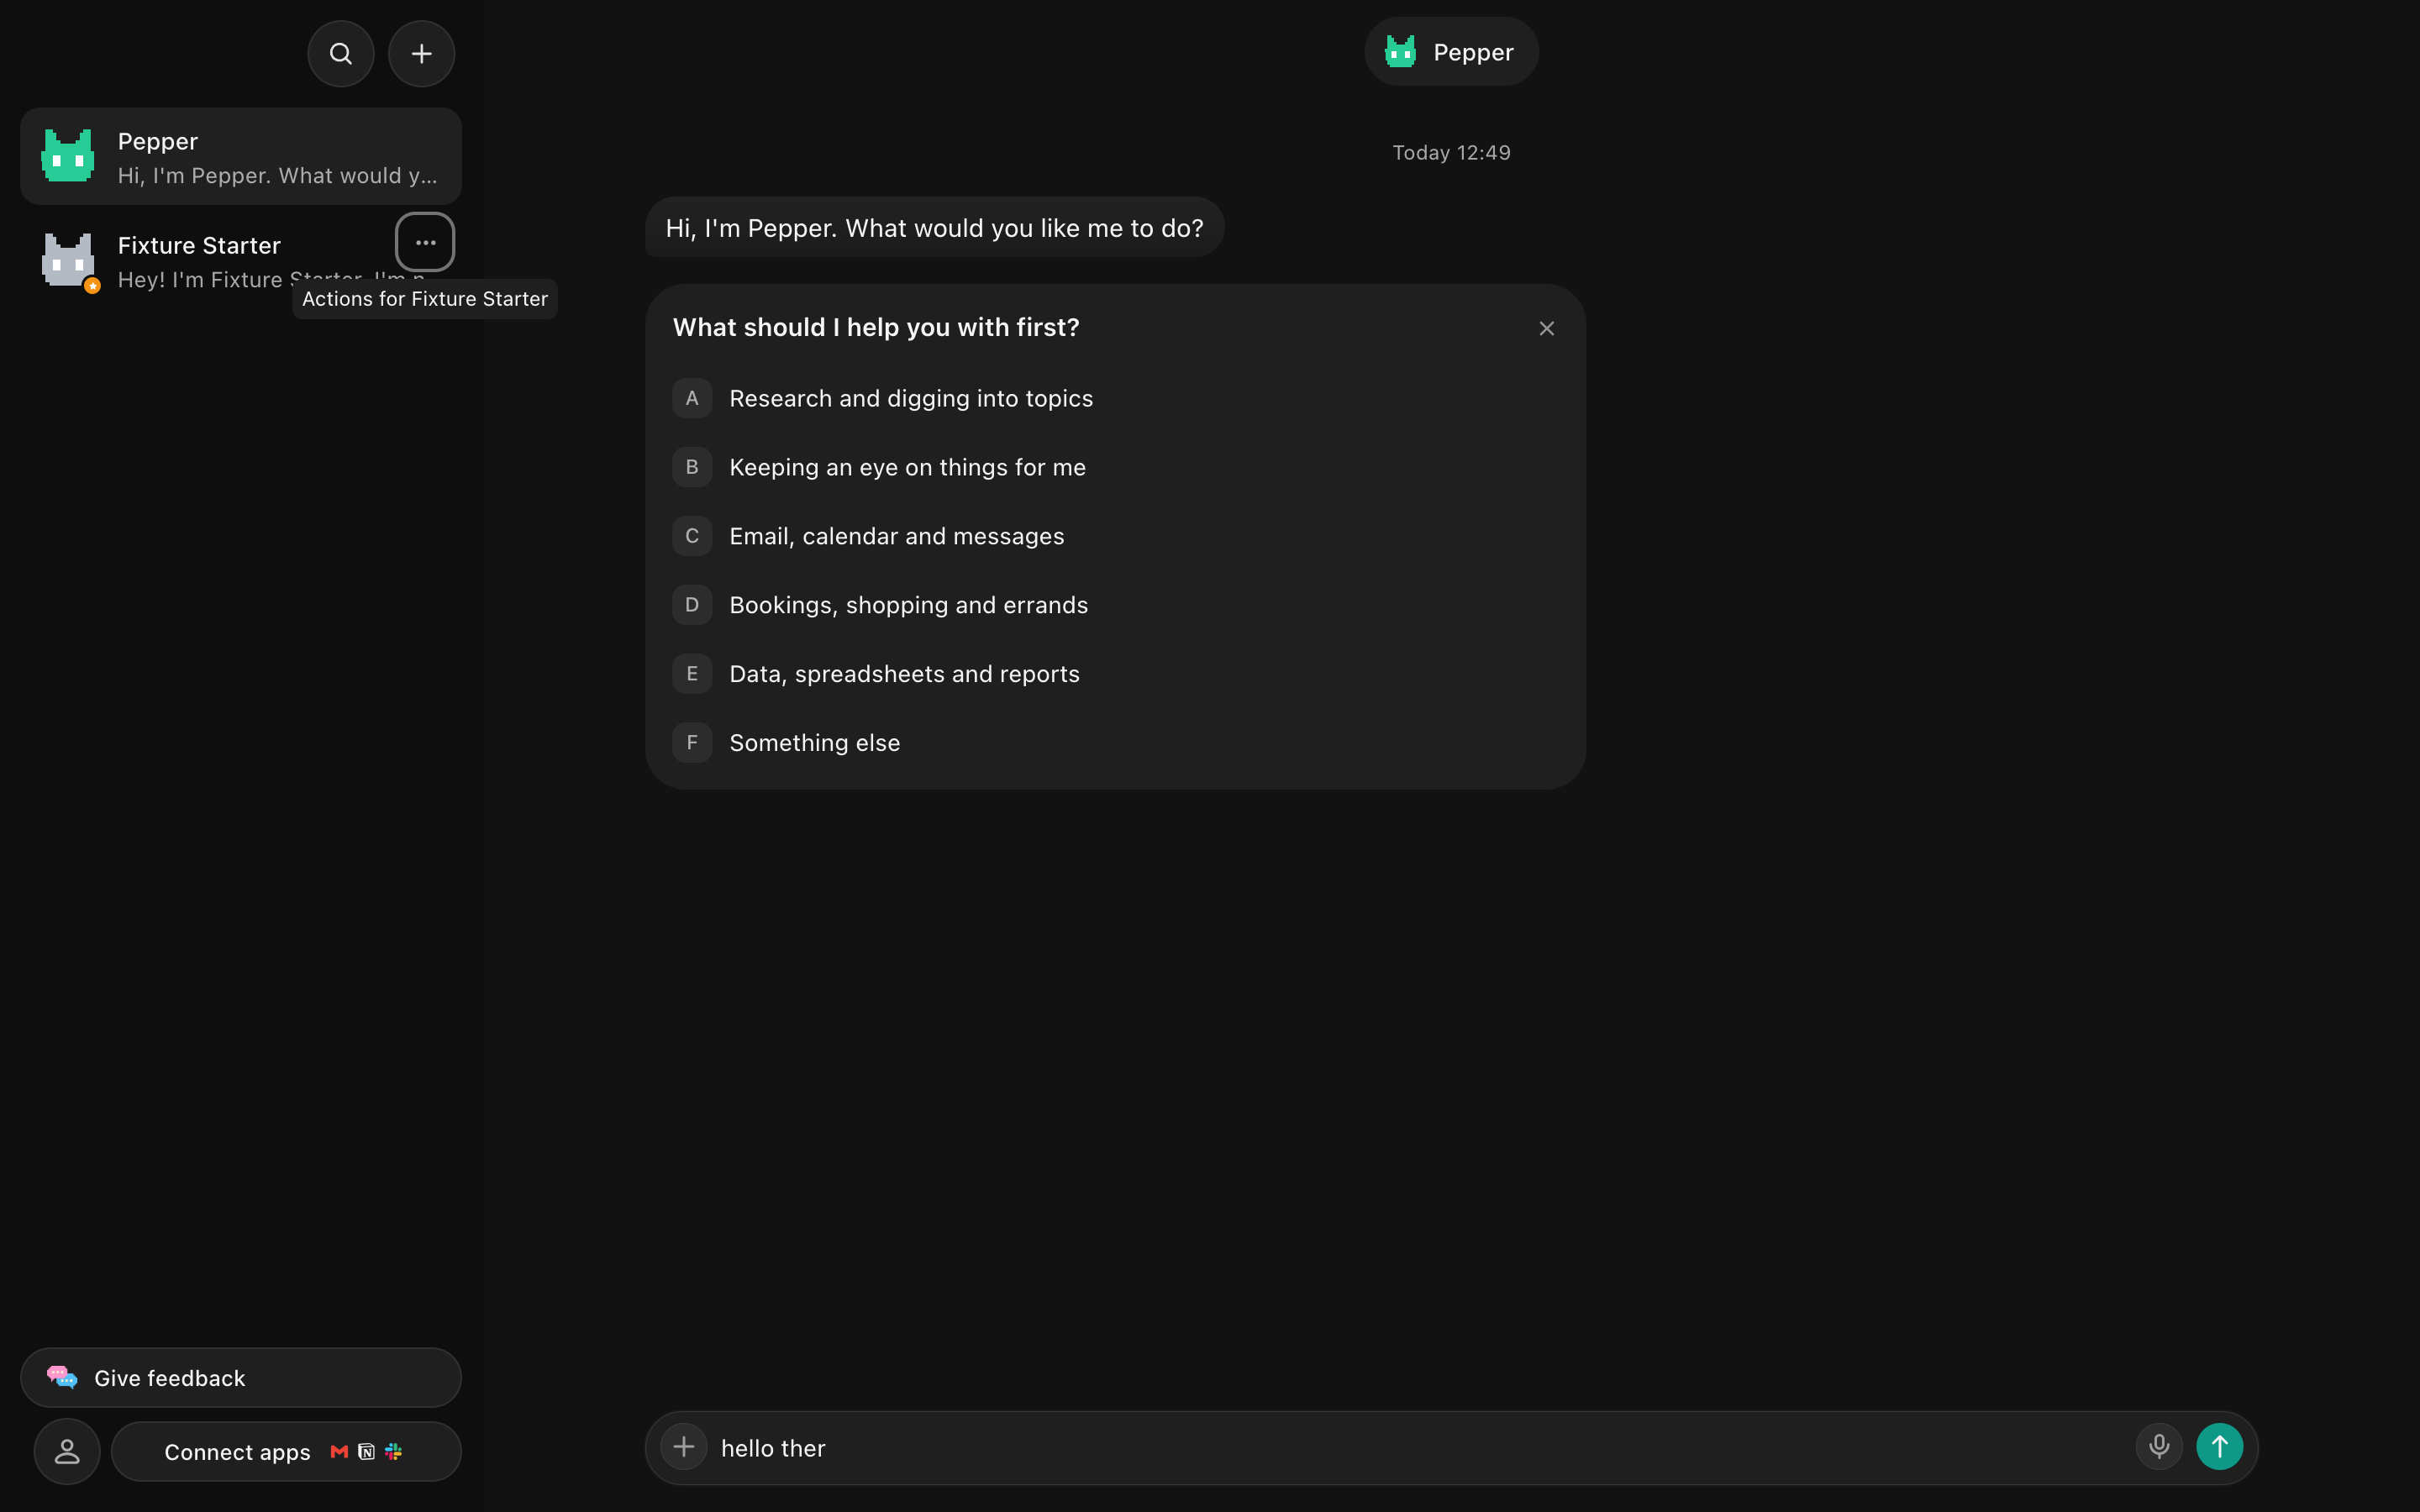 Pepper
Hi, I'm Pepper. What would y...
Fixture Starter
Hey! I'm Fixture Starter. I'm
Actions for Fixture Starter
Give feedback
Connect apps
Pepper
Today 12:49
Hi, I'm Pepper. What would you like me to do?
What should I help you with first?
A Research and digging into topics
B Keeping an eye on things for me
C Email, calendar and messages
D Bookings, shopping and errands
E Data, spreadsheets and reports
F Something else
hello ther